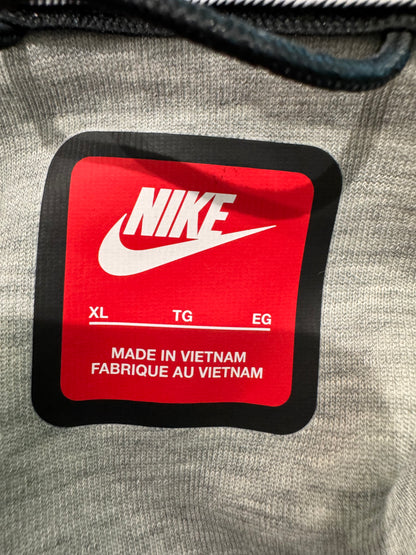 NIKE
XL TG EG
MADE IN VIETNAM
FABRIQUE AU VIETNAM